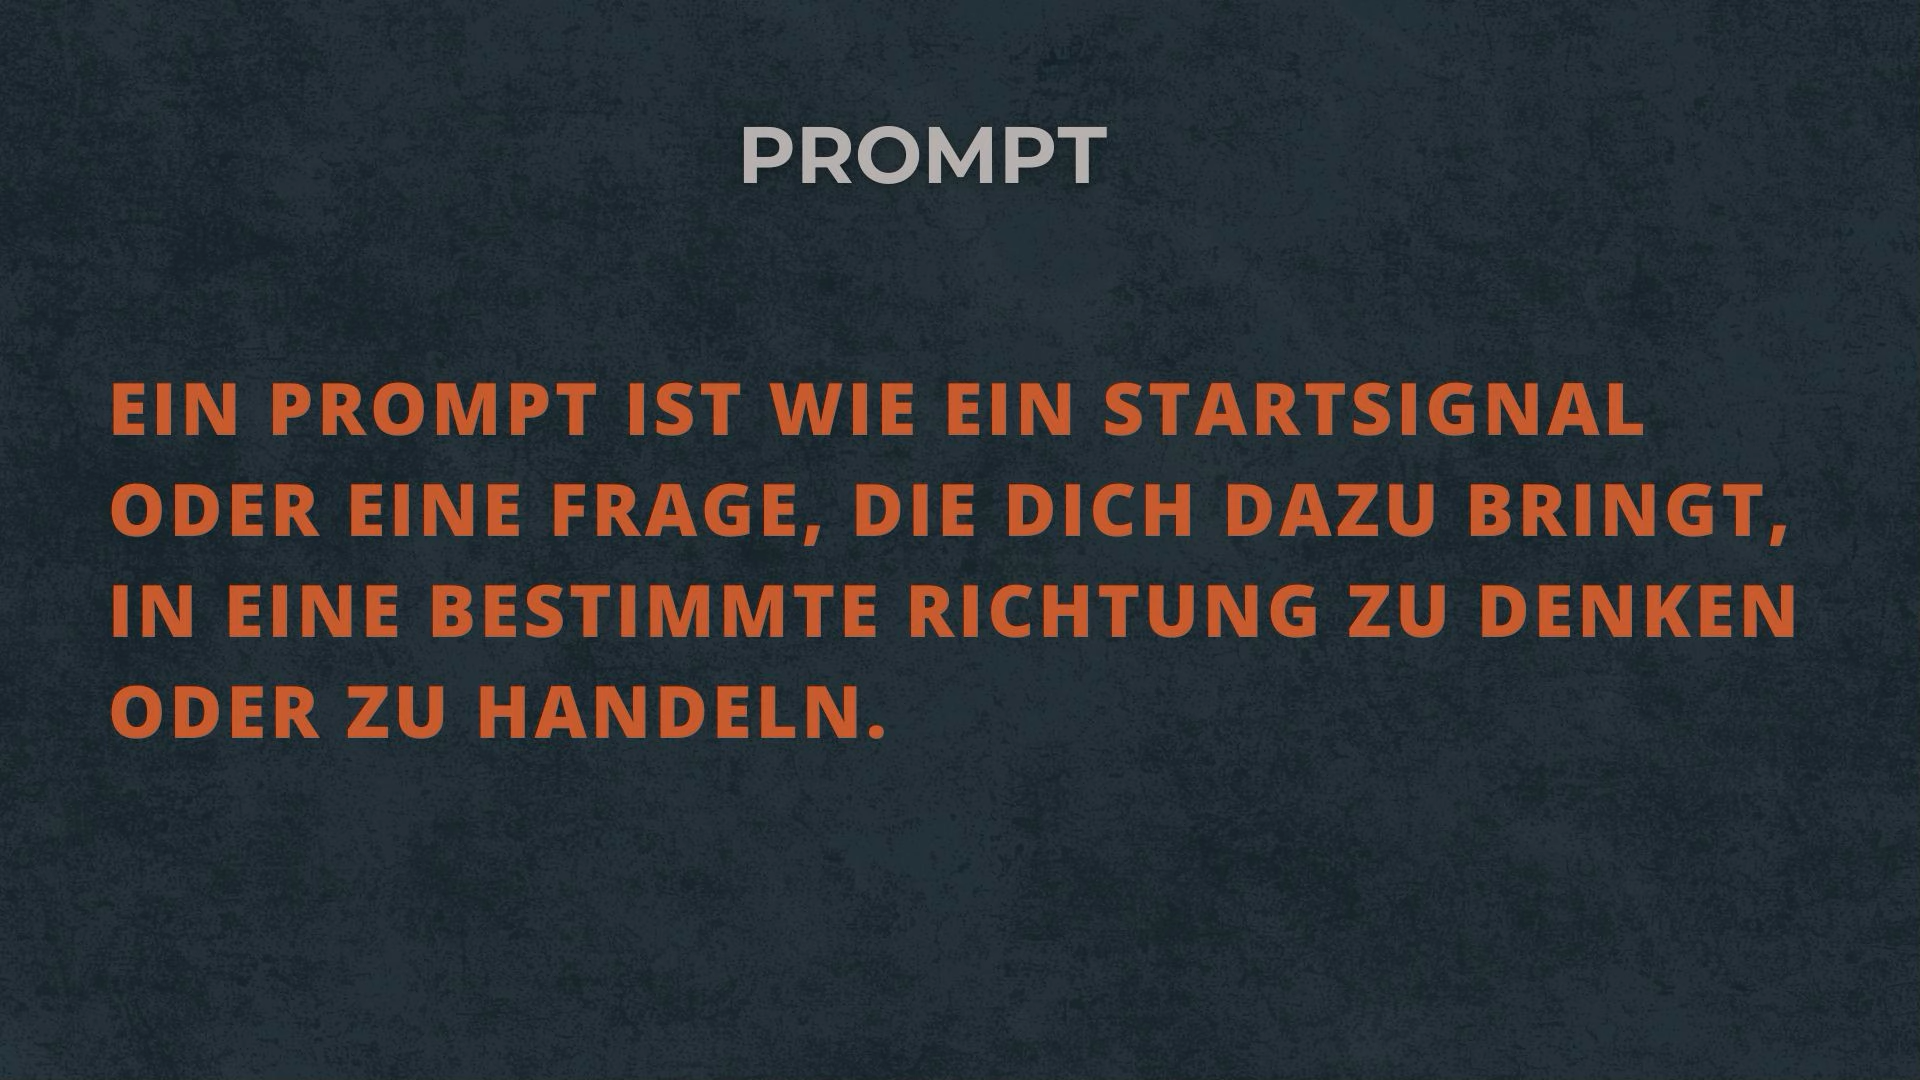 PROMPT
EIN PROMPT IST WIE EIN STARTSIGNAL
ODER EINE FRAGE, DIE DICH DAZU BRINGT,
IN EINE BESTIMMTE RICHTUNG ZU DENKEN
ODER ZU HANDELN.